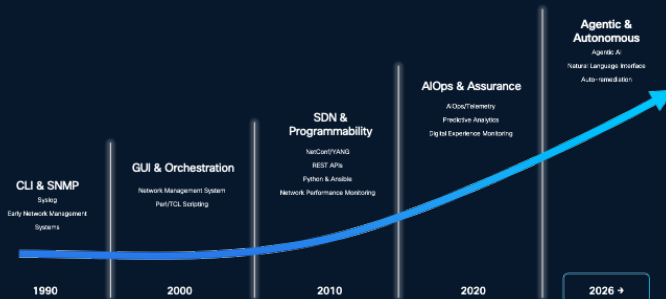 CLI & SNMP
Syslog
Early Network Management
Systems
GUI & Orchestration
Network Management System
Perl/TCL Scripting
SDN &
Programmability
NetConf/YANG
REST APIs
Python & Ansible
Network Performance Monitoring
AIOps & Assurance
AIOps/Telemetry
Predictive Analytics
Digital Experience Monitoring
Agentic &
Autonomous
Agentic AI
Natural Language Interface
Auto-remediation
1990
2000
2010
2020
2026 →